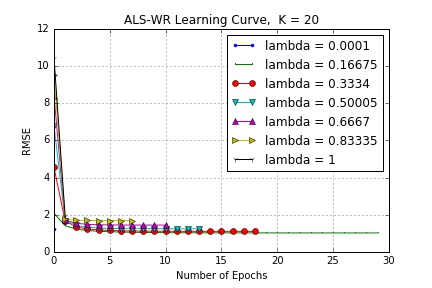 ALS-WR Learning Curve, K = 20
12
10
8
6
4
2
0
RMSE
lambda = 0.0001
lambda = 0.16675
lambda = 0.3334
lambda = 0.50005
lambda = 0.6667
lambda = 0.83335
lambda = 1
0 5 10 15 20 25 30
Number of Epochs